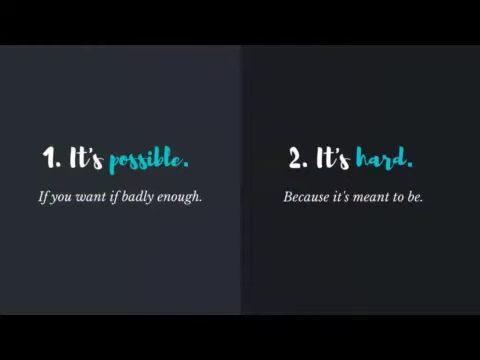 1. It's possible.
If you want if badly enough.
2. It's hard.
Because it's meant to be.